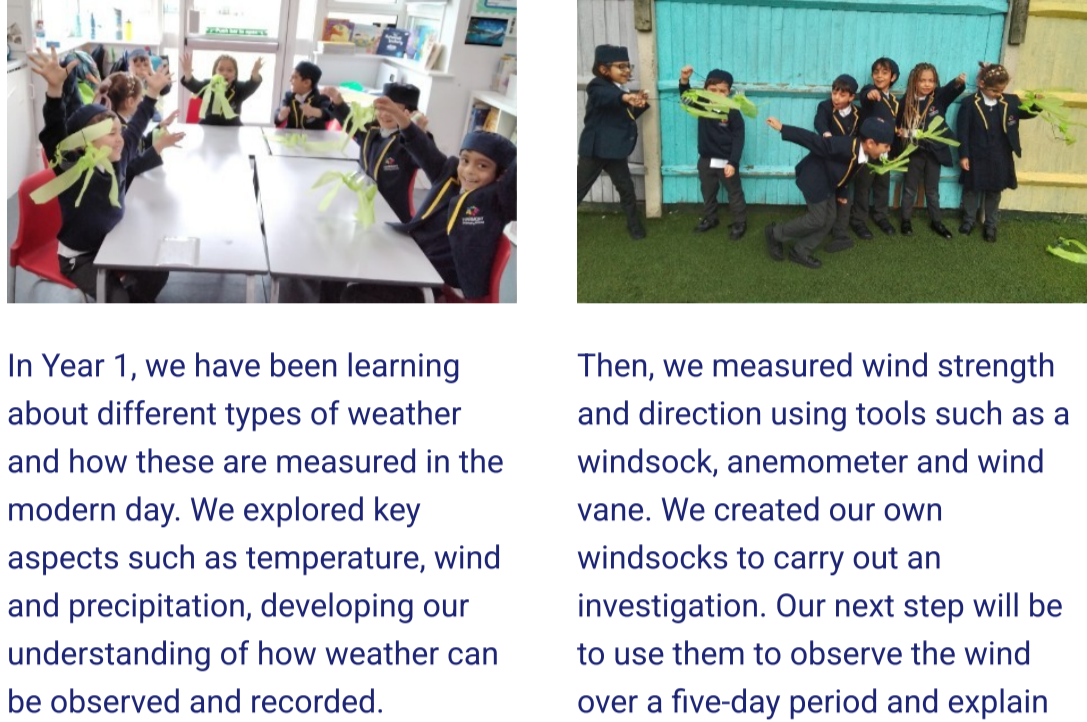 In Year 1, we have been learning
about different types of weather
and how these are measured in the
modern day. We explored key
aspects such as temperature, wind
and precipitation, developing our
understanding of how weather can
be observed and recorded.
Then, we measured wind strength
and direction using tools such as a
windsock, anemometer and wind
vane. We created our own
windsocks to carry out an
investigation. Our next step will be
to use them to observe the wind
over a five-day period and explain